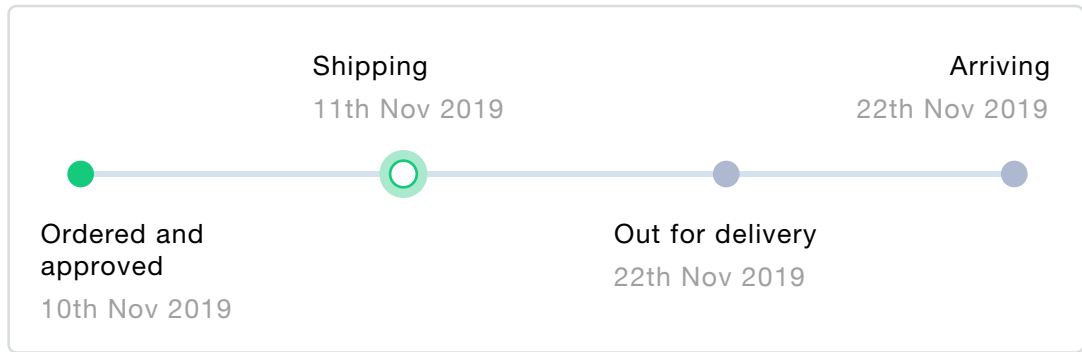 Shipping
11th Nov 2019
Arriving
22th Nov 2019
Ordered and
approved
10th Nov 2019
Out for delivery
22th Nov 2019